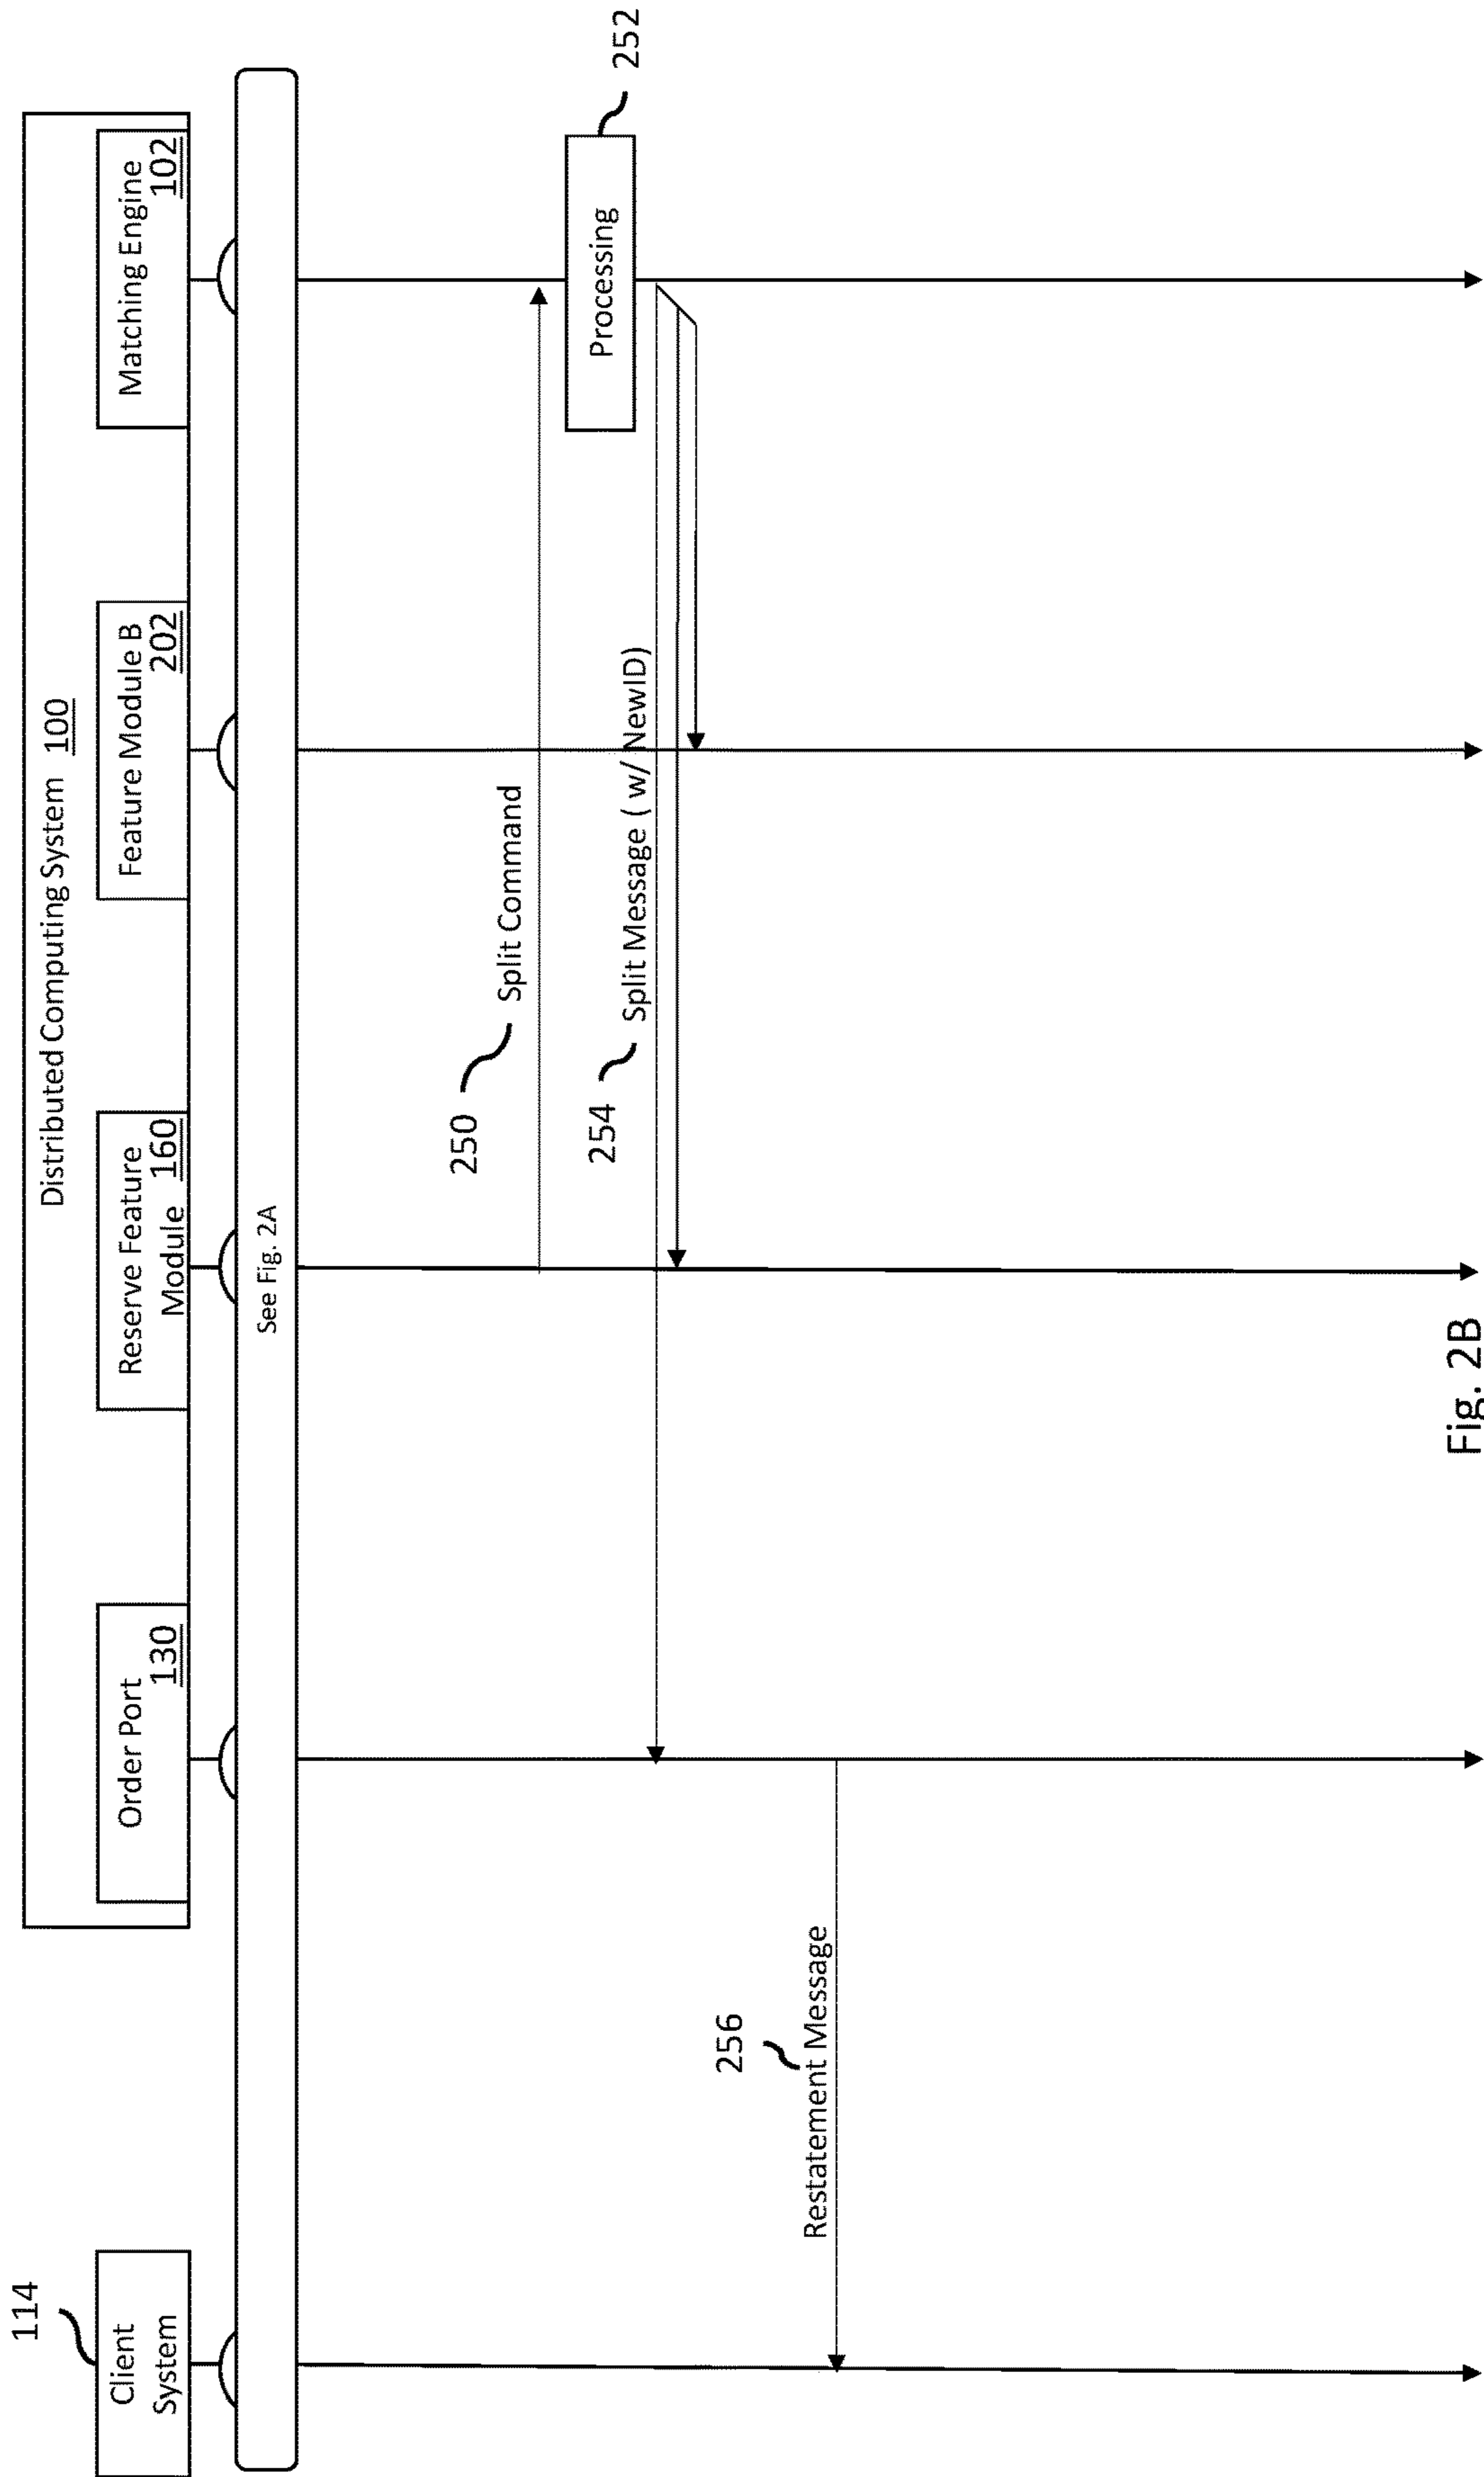 Distributed Computing System 100
114
Client
System
Order Port
130
Reserve Feature
Module 160
Feature Module B
202
Matching Engine
102
See Fig. 2A
250
Split Command
Processing
252
254
Split Message ( w/ NewID)
256
Restatement Message
Fig. 2B